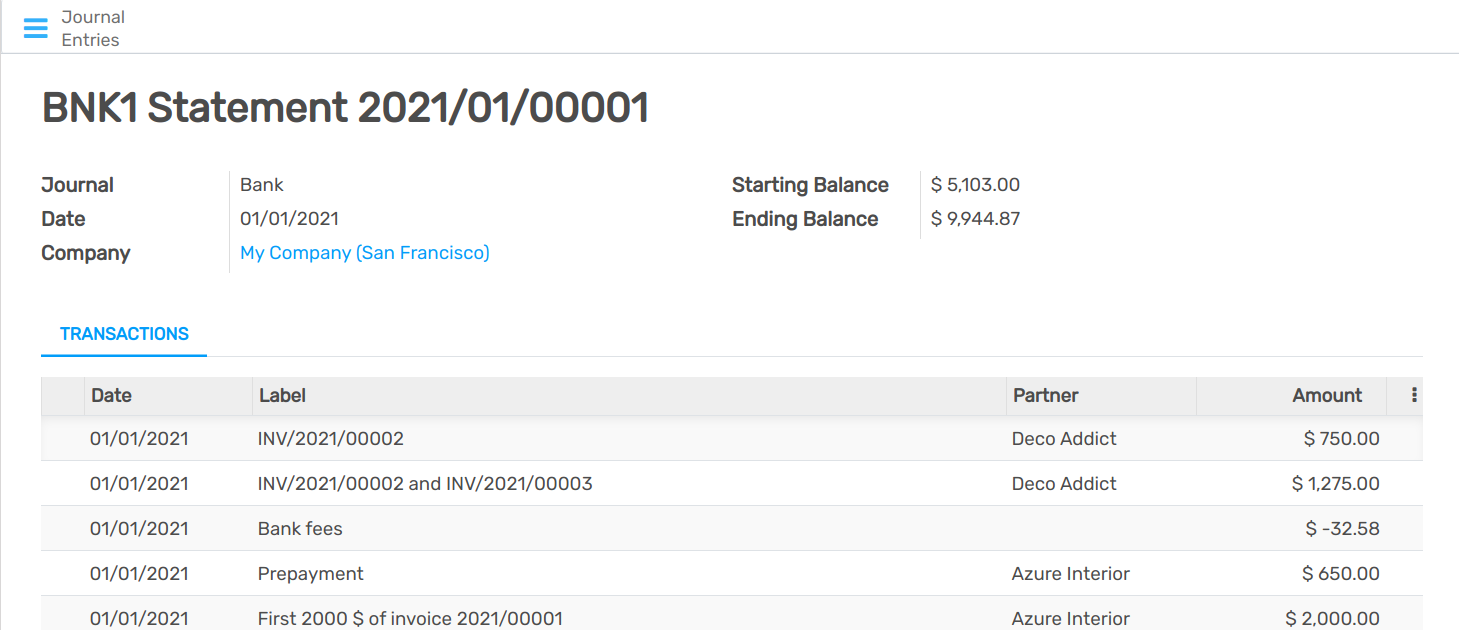 Journal
Entries
BNK1 Statement 2021/01/00001
Journal Bank Starting Balance $ 5,103.00
Date 01/01/2021 Ending Balance $ 9,944.87
Company My Company (San Francisco)
TRANSACTIONS
Date Label Partner Amount
01/01/2021 INV/2021/00002 Deco Addict $ 750.00
01/01/2021 INV/2021/00002 and INV/2021/00003 Deco Addict $ 1,275.00
01/01/2021 Bank fees $ -32.58
01/01/2021 Prepayment Azure Interior $ 650.00
01/01/2021 First 2000 $ of invoice 2021/00001 Azure Interior $ 2,000.00